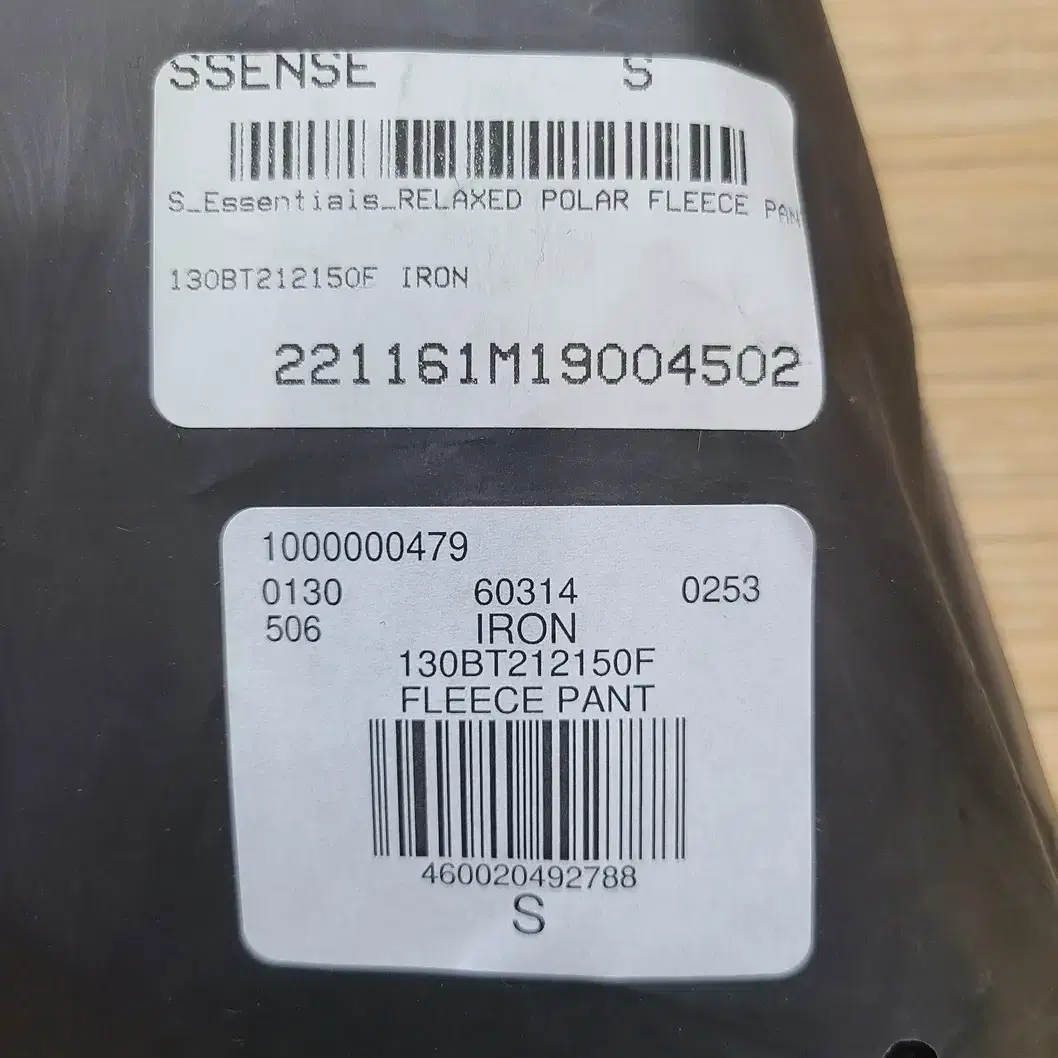 SSENSE S
S_Essentials_RELAXED POLAR FLEECE PAN
130BT212150F IRON
221161M19004502
1000000479
0130 60314 0253
506 IRON
130BT212150F
FLEECE PANT
460020492788
S